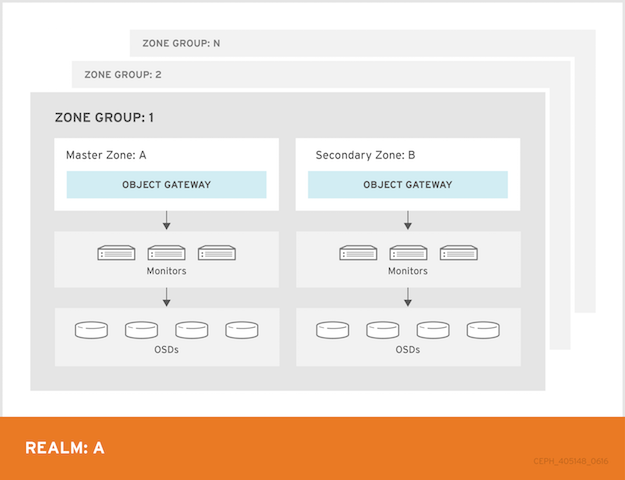 ZONE GROUP: N
ZONE GROUP: 2
ZONE GROUP: 1
Master Zone: A
OBJECT GATEWAY
Monitors
OSDs
Secondary Zone: B
OBJECT GATEWAY
Monitors
OSDs
REALM: A
CEPH_405148_0616